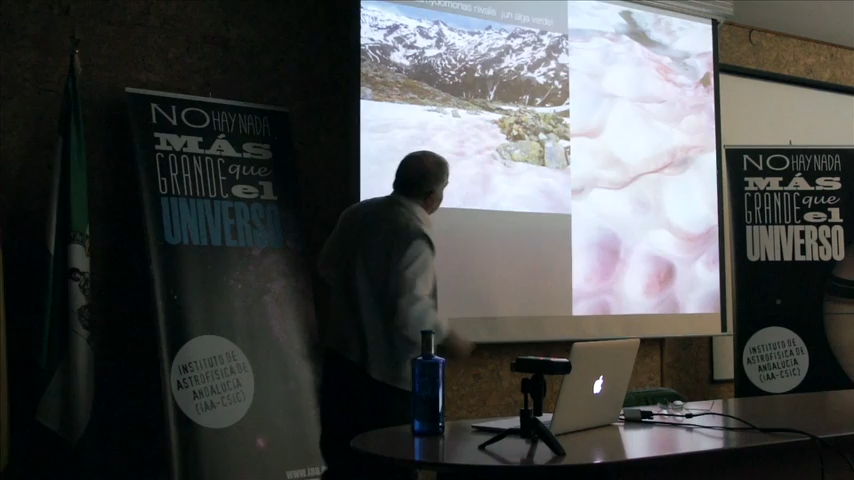 nivalis (un alga verde)
NO HAY NADA
MÁS
GRANDE que
el
UNIVERSO
INSTITUTO DE
ASTROFÍSICA DE
ANDALUCÍA
(IAA-CSIC)
NO HAY NADA
MÁS
GRANDE que
el
UNIVERSO
INSTITUTO DE
ASTROFÍSICA DE
ANDALUCÍA
(IAA-CSIC)